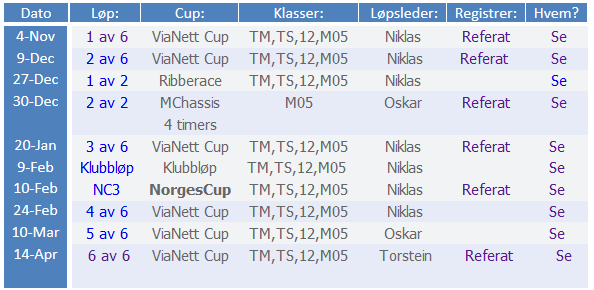 Dato Løp: Cup: Klasser: Løpsleder: Registrer: Hvem?
4-Nov 1 av 6 ViaNett Cup TM,TS,12,M05 Niklas Referat Se
9-Dec 2 av 6 ViaNett Cup TM,TS,12,M05 Niklas Referat Se
27-Dec 1 av 2 Ribberace TM,TS,12,M05 Niklas Se
30-Dec 2 av 2 MChassis M05 Oskar Referat Se
4 timers
20-Jan 3 av 6 ViaNett Cup TM,TS,12,M05 Niklas Referat Se
9-Feb Klubbløp Klubbløp TM,TS,12,M05 Niklas Se
10-Feb NC3 NorgesCup TM,TS,12,M05 Niklas Referat Se
24-Feb 4 av 6 ViaNett Cup TM,TS,12,M05 Niklas Se
10-Mar 5 av 6 ViaNett Cup TM,TS,12,M05 Oskar Se
14-Apr 6 av 6 ViaNett Cup TM,TS,12,M05 Torstein Referat Se